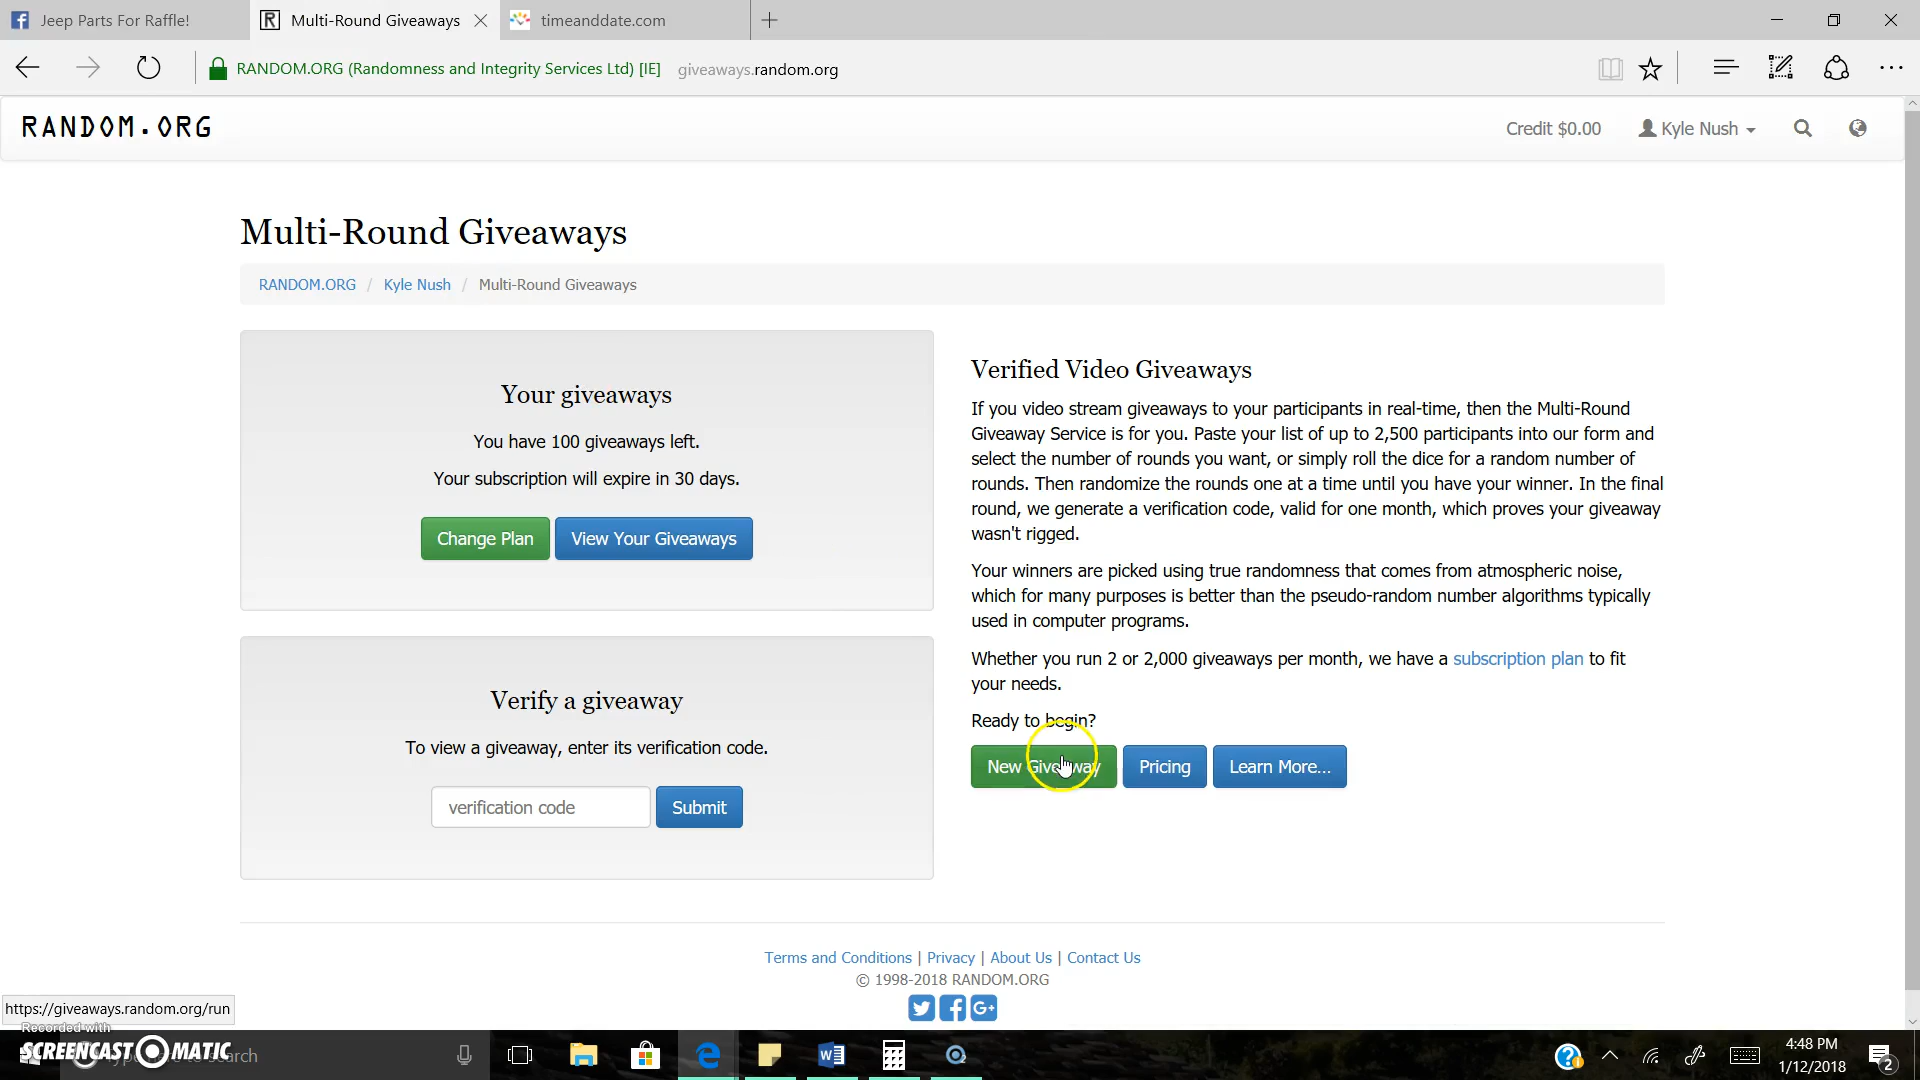 Jeep Parts For Raffle!
Multi-Round Giveaways
timeanddate.com
RANDOM.ORG (Randomness and Integrity Services Ltd) [IE]
giveaways.random.org
RANDOM.ORG
Credit $0.00
Kyle Nush
Multi-Round Giveaways
RANDOM.ORG / Kyle Nush / Multi-Round Giveaways
Your giveaways
You have 100 giveaways left.
Your subscription will expire in 30 days.
Change Plan
View Your Giveaways
Verify a giveaway
To view a giveaway, enter its verification code.
verification code
Submit
Verified Video Giveaways
If you video stream giveaways to your participants in real-time, then the Multi-Round
Giveaway Service is for you. Paste your list of up to 2,500 participants into our form and
select the number of rounds you want, or simply roll the dice for a random number of
rounds. Then randomize the rounds one at a time until you have your winner. In the final
round, we generate a verification code, valid for one month, which proves your giveaway
wasn't rigged.
Your winners are picked using true randomness that comes from atmospheric noise,
which for many purposes is better than the pseudo-random number algorithms typically
used in computer programs.
Whether you run 2 or 2,000 giveaways per month, we have a subscription plan to fit
your needs.
Ready to begin?
New Giveaway
Pricing
Learn More...
Terms and Conditions | Privacy | About Us | Contact Us
© 1998-2018 RANDOM.ORG
https://giveaways.random.org/run
Recorded with
SCREENCAST-O-MATIC
search
4:48 PM
1/12/2018
2